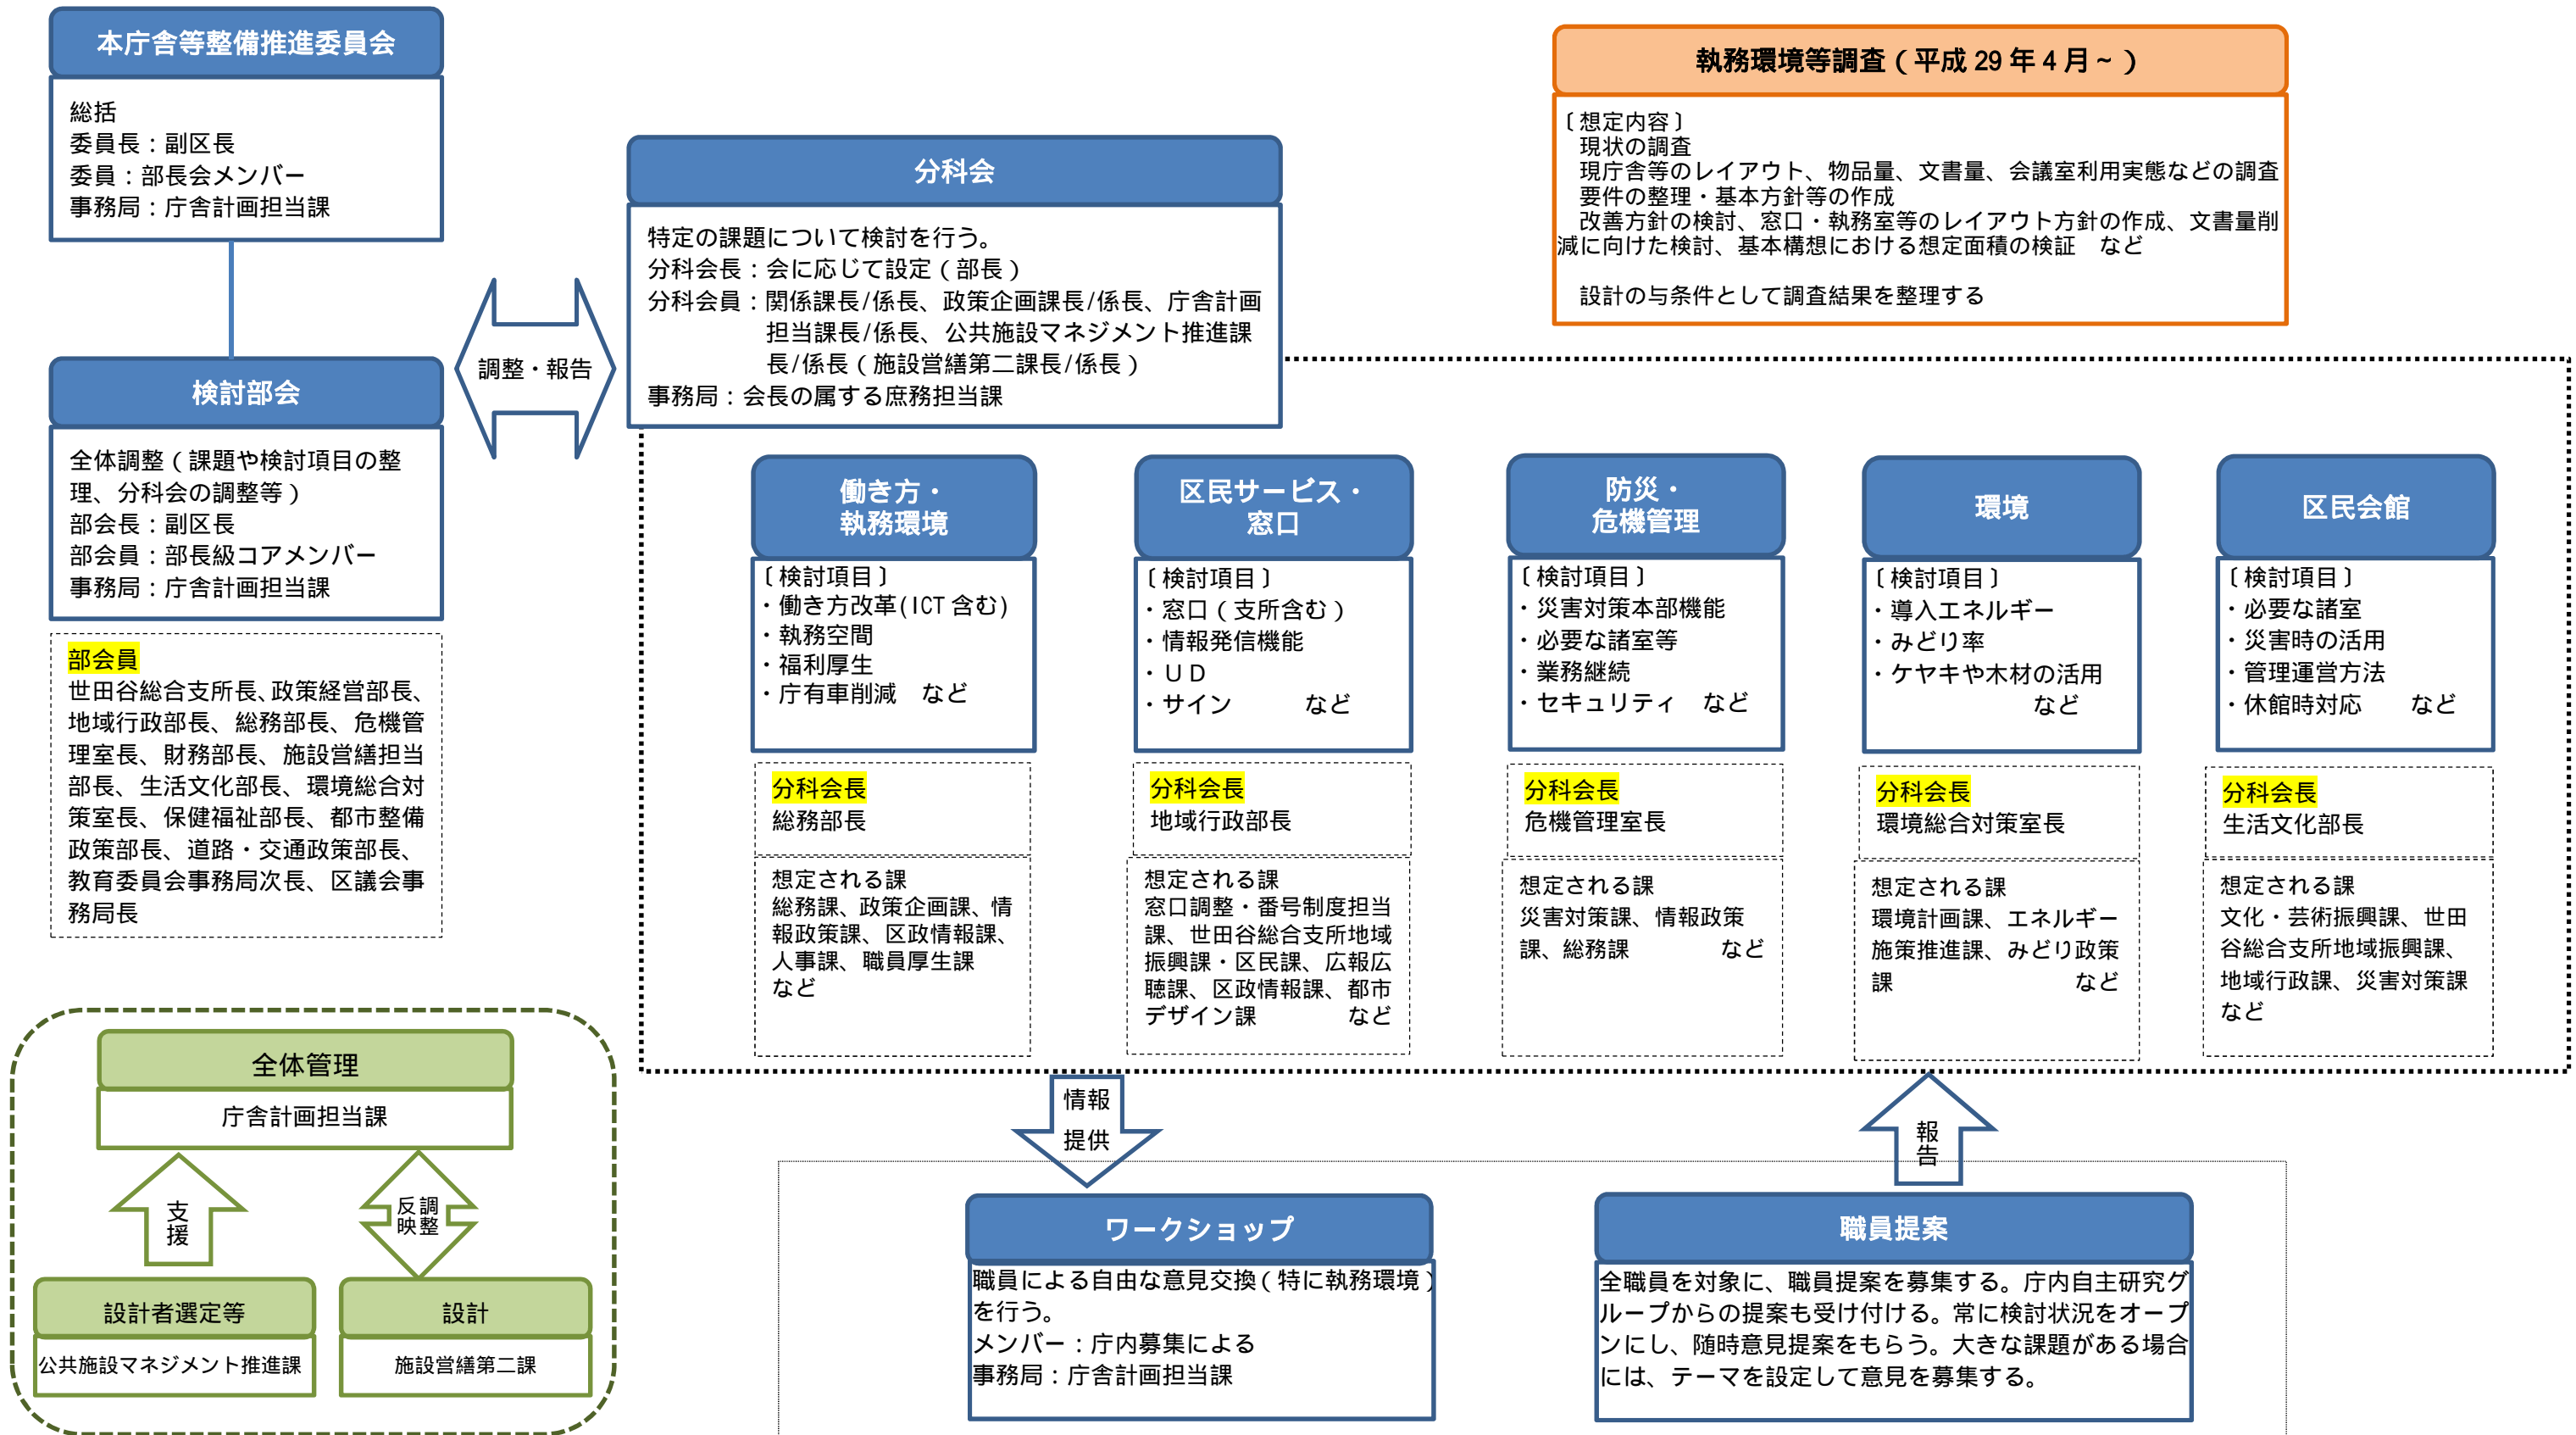 本庁舎等整備推進委員会
総括
委員長：副区長
委員：部長会メンバー
事務局：庁舎計画担当課
検討部会
全体調整（課題や検討項目の整
理、分科会の調整等）
部会長：副区長
部会員：部長級コアメンバー
事務局：庁舎計画担当課
部会員
世田谷総合支所長、政策経営部長、
地域行政部長、総務部長、危機管
理室長、財務部長、施設営繕担当
部長、生活文化部長、環境総合対
策室長、保健福祉部長、都市整備
政策部長、道路・交通政策部長、
教育委員会事務局次長、区議会事
務局長
調整・報告
分科会
特定の課題について検討を行う。
分科会長：会に応じて設定（部長）
分科会員：関係課長/係長、政策企画課長/係長、庁舎計画
担当課長/係長、公共施設マネジメント推進課
長/係長（施設営繕第二課長/係長）
事務局：会長の属する庶務担当課
執務環境等調査（平成29年4月~）
〔想定内容〕
現状の調査
現庁舎等のレイアウト、物品量、文書量、会議室利用実態などの調査
要件の整理・基本方針等の作成
改善方針の検討、窓口・執務室等のレイアウト方針の作成、文書量削
減に向けた検討、基本構想における想定面積の検証　など
設計の与条件として調査結果を整理する
働き方・
執務環境
〔検討項目〕
・働き方改革(ICT含む)
・執務空間
・福利厚生
・庁有車削減　など
分科会長
総務部長
想定される課
総務課、政策企画課、情
報政策課、区政情報課、
人事課、職員厚生課
など
区民サービス・
窓口
〔検討項目〕
・窓口（支所含む）
・情報発信機能
・ＵＤ
・サイン　　　など
分科会長
地域行政部長
想定される課
窓口調整・番号制度担当
課、世田谷総合支所地域
振興課・区民課、広報広
聴課、区政情報課、都市
デザイン課　　　　など
防災・
危機管理
〔検討項目〕
・災害対策本部機能
・必要な諸室等
・業務継続
・セキュリティ　など
分科会長
危機管理室長
想定される課
災害対策課、情報政策
課、総務課　　　　など
環境
〔検討項目〕
・導入エネルギー
・みどり率
・ケヤキや木材の活用
など
分科会長
環境総合対策室長
想定される課
環境計画課、エネルギー
施策推進課、みどり政策
課　　　　　　　　など
区民会館
〔検討項目〕
・必要な諸室
・災害時の活用
・管理運営方法
・休館時対応　　など
分科会長
生活文化部長
想定される課
文化・芸術振興課、世田
谷総合支所地域振興課、
地域行政課、災害対策課
など
情報
提供
報告
ワークショップ
職員による自由な意見交換（特に執務環境）
を行う。
メンバー：庁内募集による
事務局：庁舎計画担当課
職員提案
全職員を対象に、職員提案を募集する。庁内自主研究グ
ループからの提案も受け付ける。常に検討状況をオープ
ンにし、随時意見提案をもらう。大きな課題がある場合
には、テーマを設定して意見を募集する。
全体管理
庁舎計画担当課
支援
調整
反映
設計者選定等
公共施設マネジメント推進課
設計
施設営繕第二課